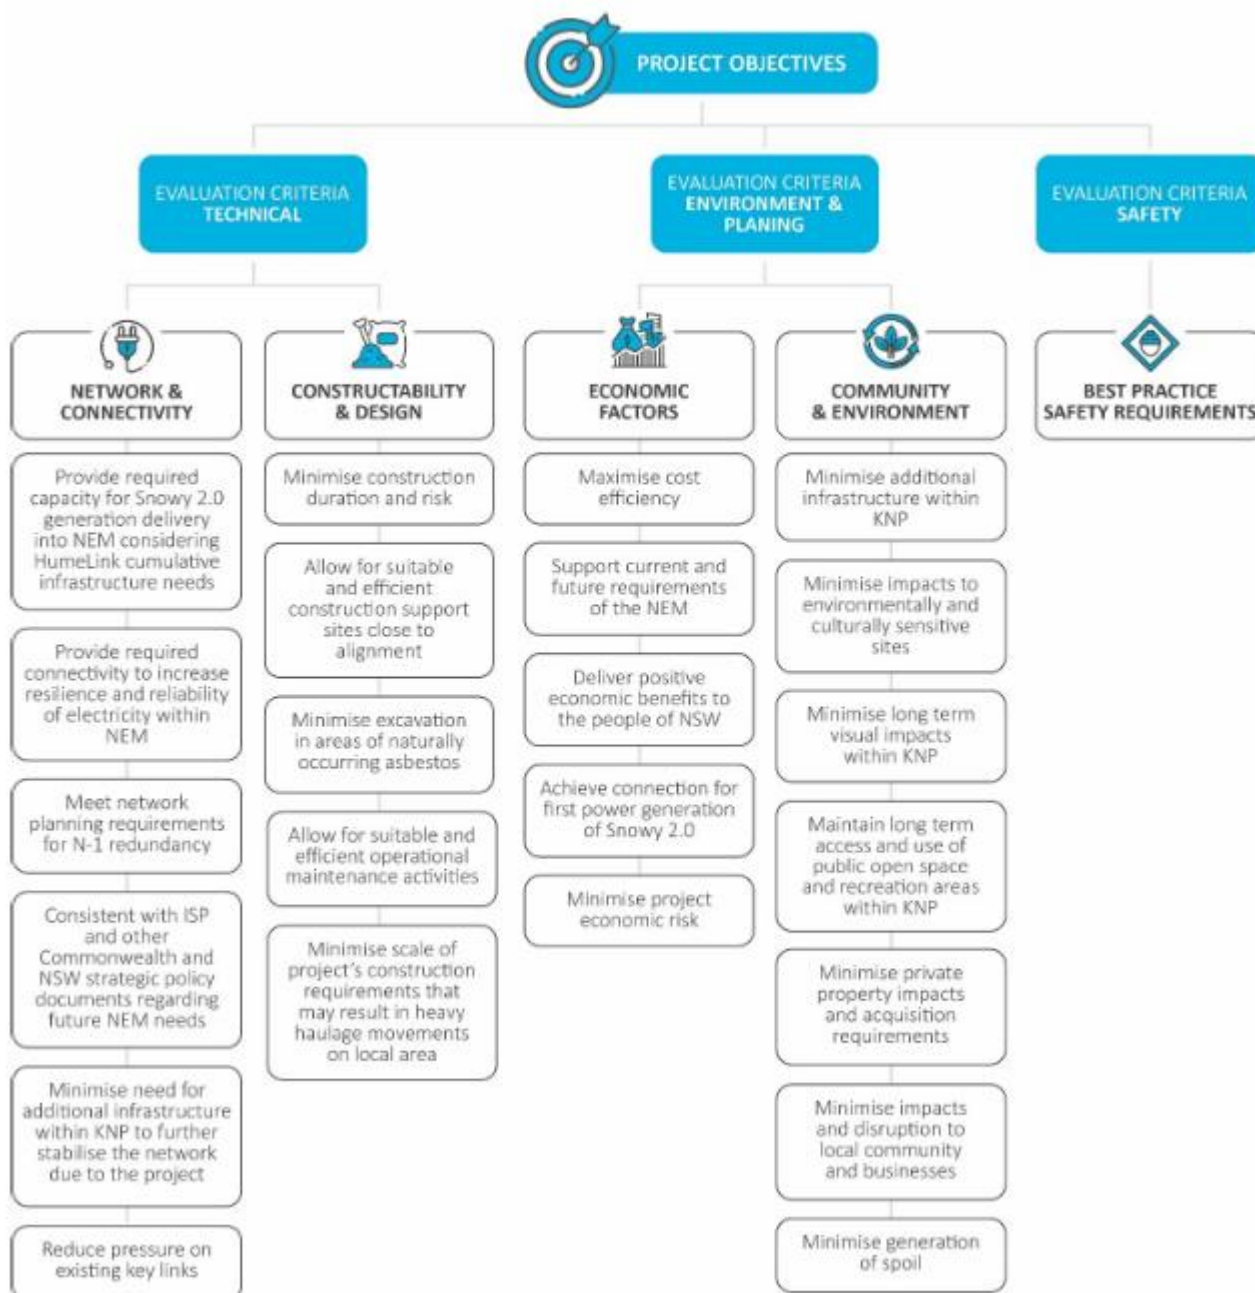 PROJECT OBJECTIVES
EVALUATION CRITERIA
TECHNICAL
EVALUATION CRITERIA
ENVIRONMENT &
PLANING
EVALUATION CRITERIA
SAFETY
NETWORK &
CONNECTIVITY
Provide required
capacity for Snowy 2.0
generation delivery
into NEM considering
HumeLink cumulative
infrastructure needs
Provide required
connectivity to increase
resilience and reliability
of electricity within
NEM
Meet network
planning requirements
for N-1 redundancy
Consistent with ISP
and other
Commonwealth and
NSW strategic policy
documents regarding
future NEM needs
Minimise need for
additional infrastructure
within KNP to further
stabilise the network
due to the project
Reduce pressure on
existing key links
CONSTRUCTABILITY
& DESIGN
Minimise construction
duration and risk
Allow for suitable
and efficient
construction support
sites close to
alignment
Minimise excavation
in areas of naturally
occurring asbestos
Allow for suitable and
efficient operational
maintenance activities
Minimise scale of
project's construction
requirements that
may result in heavy
haulage movements
on local area
ECONOMIC
FACTORS
Maximise cost
efficiency
Support current and
future requirements
of the NEM
Deliver positive
economic benefits to
the people of NSW
Achieve connection for
first power generation
of Snowy 2.0
Minimise project
economic risk
COMMUNITY
& ENVIRONMENT
Minimise additional
infrastructure within
KNP
Minimise impacts to
environmentally and
culturally sensitive
sites
Minimise long term
visual impacts
within KNP
Maintain long term
access and use of
public open space
and recreation areas
within KNP
Minimise private
property impacts
and acquisition
requirements
Minimise impacts
and disruption to
local community
and businesses
Minimise generation
of spoil
BEST PRACTICE
SAFETY REQUIREMENTS